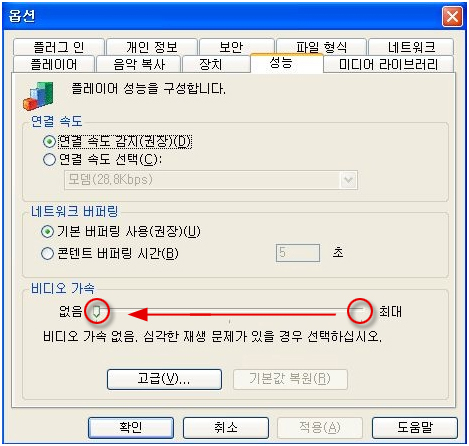 옵션
플러그 인 개인 정보 보안 파일 형식 네트워크
플레이어 음악 복사 장치 성능 미디어 라이브러리
플레이어 성능을 구성합니다.
연결 속도
연결 속도 감지(권장)(D)
연결 속도 선택(C):
모뎀(28,8Kbps)
네트워크 버퍼링
기본 버퍼링 사용(권장)(U)
콘텐트 버퍼링 시간(B) 5 초
비디오 가속
없음 최대
비디오 가속 없음, 심각한 재생 문제가 있을 경우 선택하십시오.
고급(V)... 기본값 복원(R)
확인 취소 적용(A) 도움말